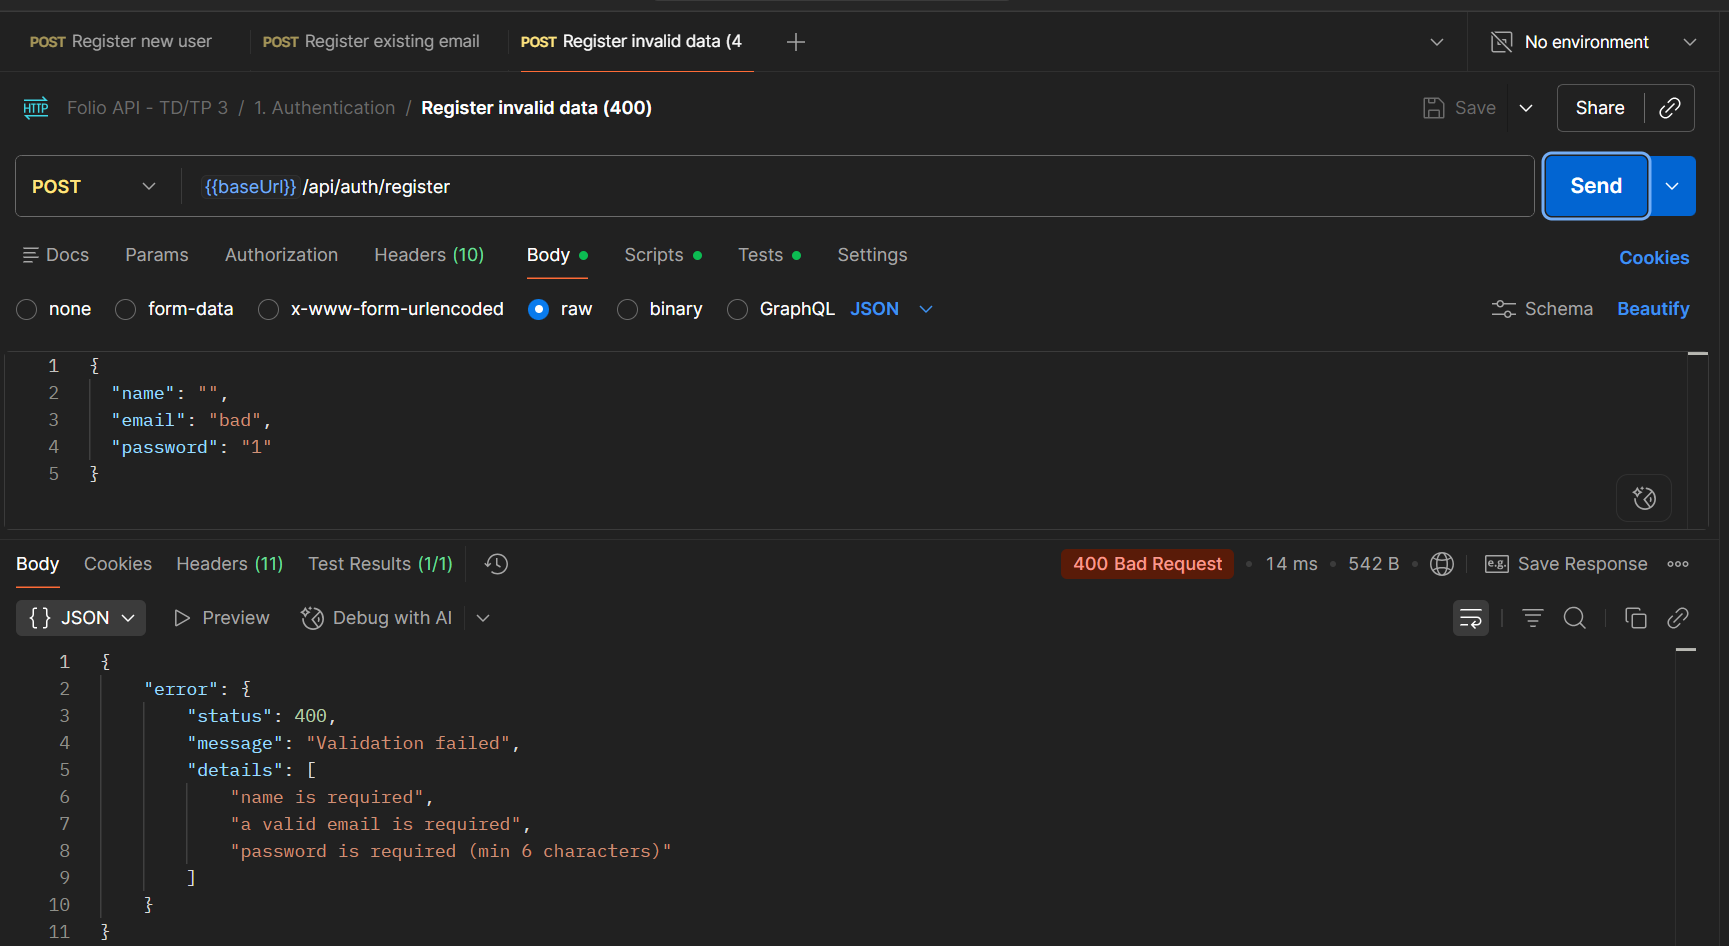 POST Register new user POST Register existing email POST Register invalid data (4 No environment
HTTP Folio API - TD/TP 3 / 1. Authentication / Register invalid data (400) Save Share
POST {{baseUrl}} /api/auth/register Send
Docs Params Authorization Headers (10) Body Scripts Tests Settings Cookies
none form-data x-www-form-urlencoded raw binary GraphQL JSON Schema Beautify
1 {
2 "name": "",
3 "email": "bad",
4 "password": "1"
5 }
Body Cookies Headers (11) Test Results (1/1) 400 Bad Request • 14 ms • 542 B • e.g. Save Response
{} JSON Preview Debug with AI
1 {
2 "error": {
3 "status": 400,
4 "message": "Validation failed",
5 "details": [
6 "name is required",
7 "a valid email is required",
8 "password is required (min 6 characters)"
9 ]
10 }
11 }